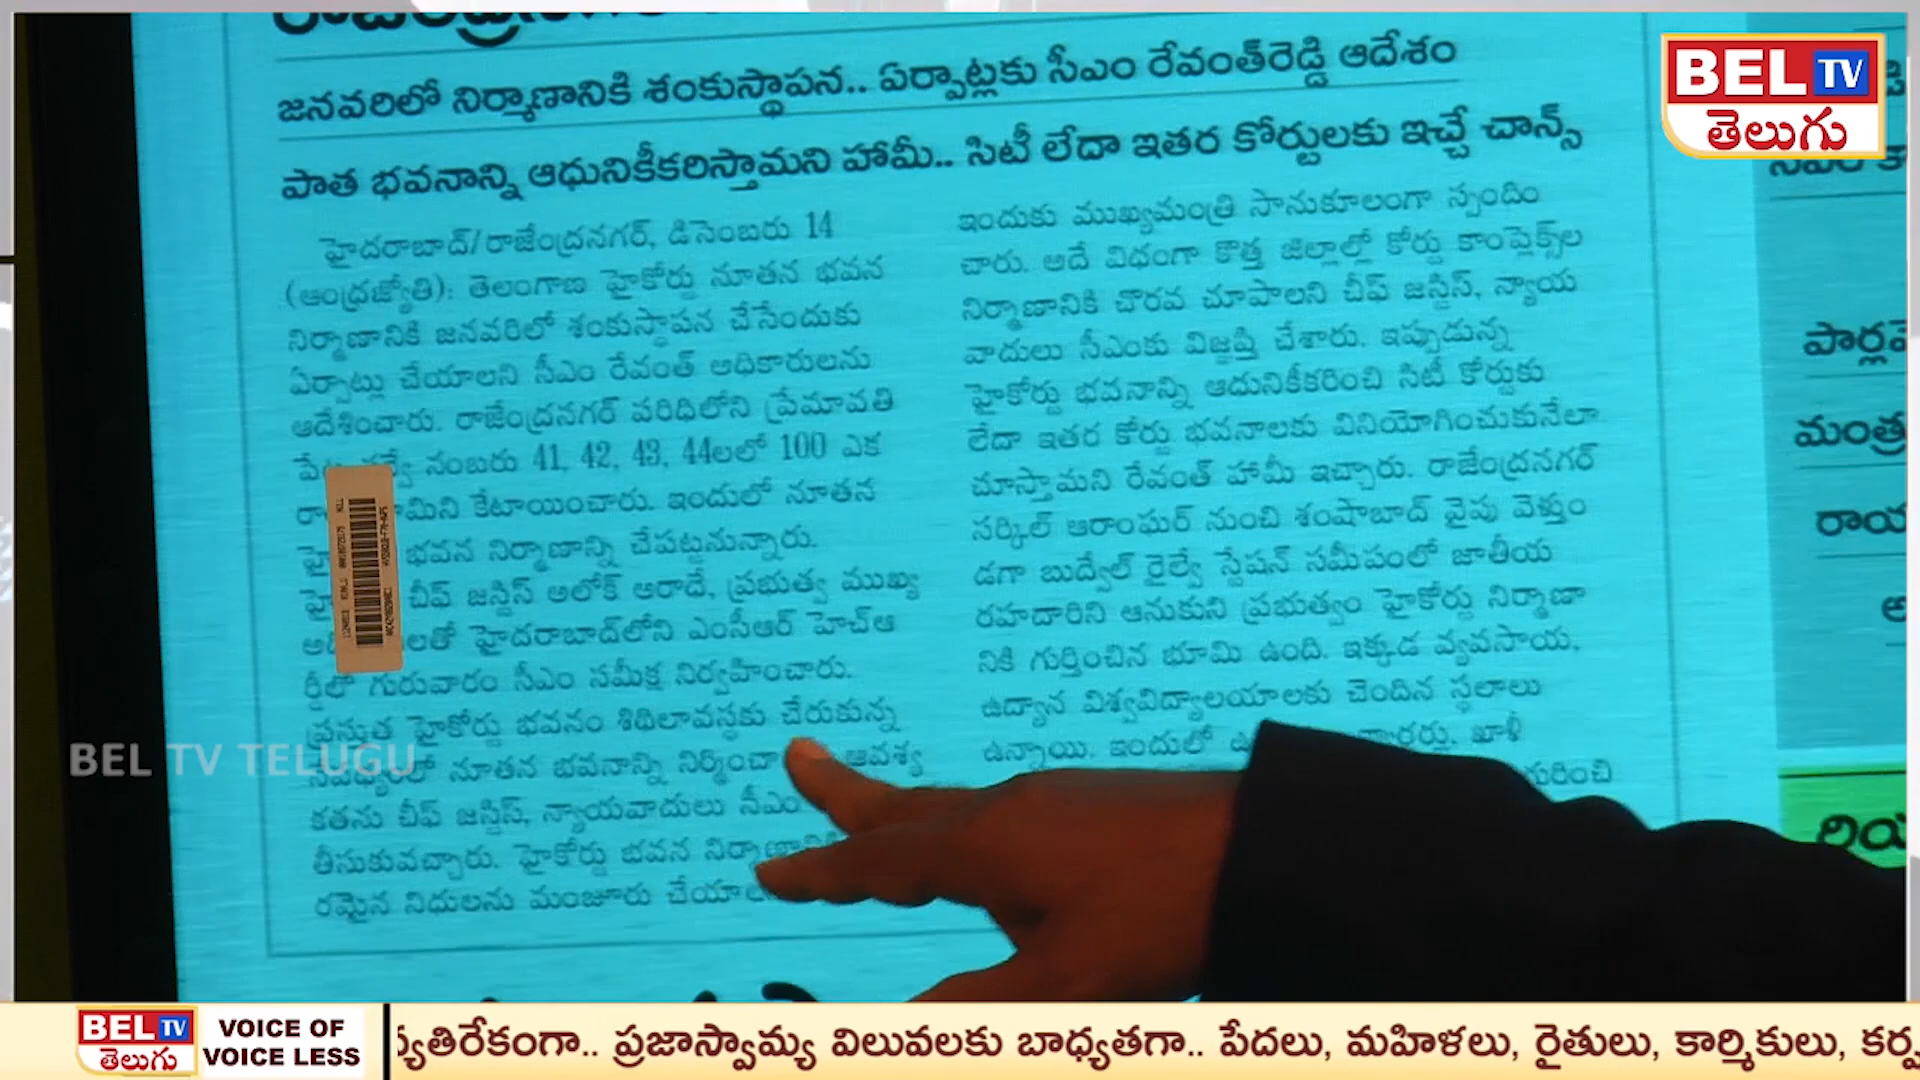 జనవరిలో నిర్మాణానికి శంకుస్థాపన.. ఏర్పాట్లకు సీఎం రేవంత్‌రెడ్డి ఆదేశం
పాత భవనాన్ని ఆధునికీకరిస్తామని హామీ.. సిటీ లేదా ఇతర కోర్టులకు ఇచ్చే చాన్స్
హైదరాబాద్/రాజేంద్రనగర్, డిసెంబరు 14
(ఆంధ్రజ్యోతి): తెలంగాణ హైకోర్టు నూతన భవన
నిర్మాణానికి జనవరిలో శంకుస్థాపన చేసేందుకు
ఏర్పాట్లు చేయాలని సీఎం రేవంత్ అధికారులను
ఆదేశించారు. రాజేంద్రనగర్ పరిధిలోని ప్రేమావతి
నంబరు 41, 42, 43, 44లలో 100 ఎక
కేటాయించారు. ఇందులో నూతన
భవన నిర్మాణాన్ని చేపట్టనున్నారు.
చీఫ్ జస్టిస్ అలోక్ అరాధే, ప్రభుత్వ ముఖ్య
లతో హైదరాబాద్‌లోని ఎంసీఆర్ హెచ్ఆ
ర్డీలో గురువారం సీఎం సమీక్ష నిర్వహించారు.
ప్రస్తుత హైకోర్టు భవనం శిథిలావస్థకు చేరుకున్న
నేపథ్యంలో నూతన భవనాన్ని నిర్మించా ఆవశ్య
కతను చీఫ్ జస్టిస్, న్యాయవాదులు సీఎం
తీసుకువచ్చారు. హైకోర్టు భవన
రమైన నిధులను మంజూరు
ఇందుకు ముఖ్యమంత్రి సానుకూలంగా స్పందిం
చారు. అదే విధంగా కొత్త జిల్లాల్లో కోర్టు కాంప్లెక్స్‌ల
నిర్మాణానికి చొరవ చూపాలని చీఫ్ జస్టిస్, న్యాయ
వాదులు సీఎంకు విజ్ఞప్తి చేశారు. ఇప్పుడున్న
హైకోర్టు భవనాన్ని ఆధునికీకరించి సిటీ కోర్టుకు
లేదా ఇతర కోర్టు భవనాలకు వినియోగించుకునేలా
చూస్తామని రేవంత్ హామీ ఇచ్చారు. రాజేంద్రనగర్
సర్కిల్ ఆరాంఘర్ నుంచి శంషాబాద్ వైపు వెళ్తుం
డగా బుద్వేల్ రైల్వే స్టేషన్ సమీపంలో జాతీయ
రహదారిని ఆనుకుని ప్రభుత్వం హైకోర్టు నిర్మాణా
నికి గుర్తించిన భూమి ఉంది. ఇక్కడ వ్యవసాయ,
ఉద్యాన విశ్వవిద్యాలయాలకు చెందిన స్థలాలు
ఉన్నాయి. ఇందులో ఖాళీ
మంత్ర
రాయ
BEL TV
తెలుగు
BEL TV TELUGU
BEL TV
తెలుగు
VOICE OF
VOICE LESS
ప్రజాస్వామ్య విలువలకు బాధ్యతగా.. పేదలు, మహిళలు, రైతులు, కార్మికులు,